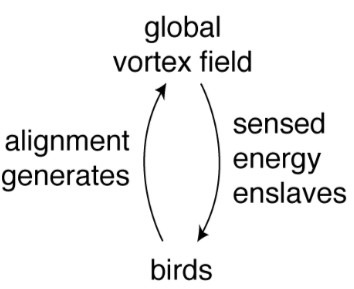 global
vortex field
alignment
generates
sensed
energy
enslaves
birds